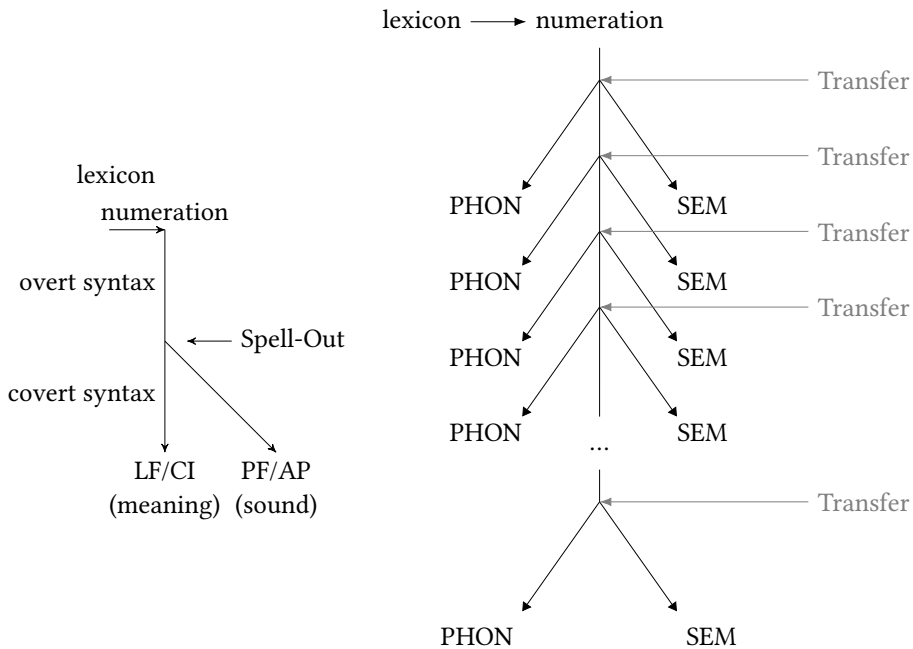 lexicon
numeration
overt syntax
Spell-Out
covert syntax
LF/CI PF/AP
(meaning) (sound)
lexicon numeration
Transfer
Transfer
PHON SEM
Transfer
PHON SEM
Transfer
PHON SEM
PHON SEM
...
Transfer
PHON SEM